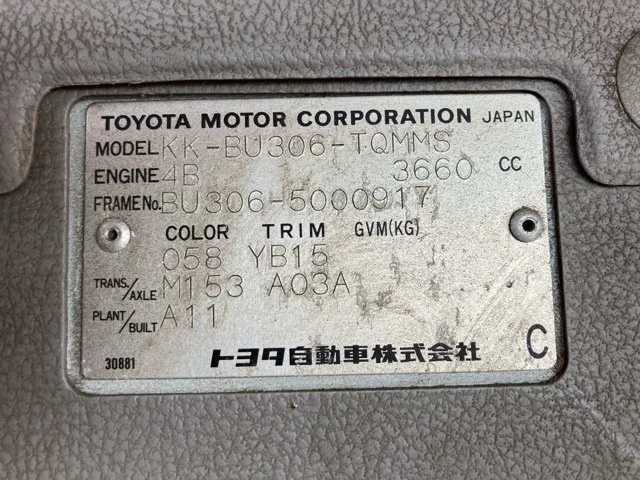 TOYOTA MOTOR CORPORATION JAPAN
MODEL KK-BU306-TQMMS
ENGINE 4B 3660 CC
FRAME No. BU306-5000917
COLOR TRIM GVM(KG)
058 YB15
TRANS./AXLE M153 A03A
PLANT/BUILT A11
30881 トヨタ自動車株式会社 C